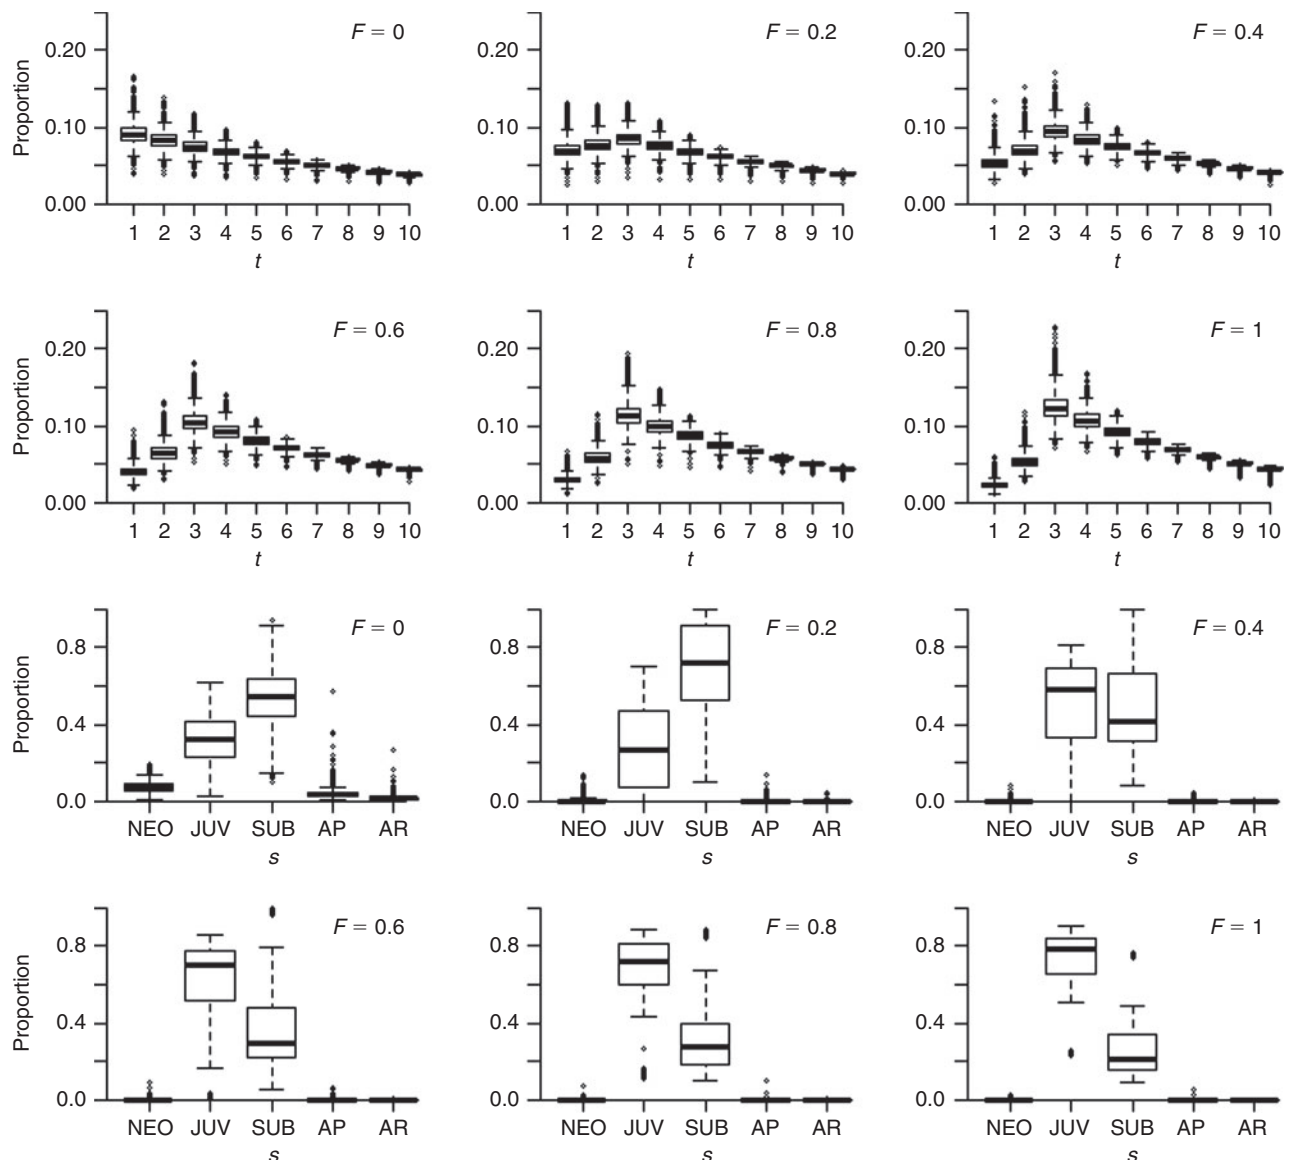 F = 0
F = 0.2
F = 0.4
Proportion
0.20
0.10
0.00
0.20
0.10
0.00
0.20
0.10
0.00
1 2 3 4 5 6 7 8 9 10
1 2 3 4 5 6 7 8 9 10
1 2 3 4 5 6 7 8 9 10
t
t
t
F = 0.6
F = 0.8
F = 1
Proportion
0.20
0.10
0.00
0.20
0.10
0.00
0.20
0.10
0.00
1 2 3 4 5 6 7 8 9 10
1 2 3 4 5 6 7 8 9 10
1 2 3 4 5 6 7 8 9 10
t
t
t
F = 0
F = 0.2
F = 0.4
Proportion
0.8
0.4
0.0
0.8
0.4
0.0
0.8
0.4
0.0
NEO JUV SUB AP AR
NEO JUV SUB AP AR
NEO JUV SUB AP AR
s
s
s
F = 0.6
F = 0.8
F = 1
Proportion
0.8
0.4
0.0
0.8
0.4
0.0
0.8
0.4
0.0
NEO JUV SUB AP AR
NEO JUV SUB AP AR
NEO JUV SUB AP AR
s
s
s